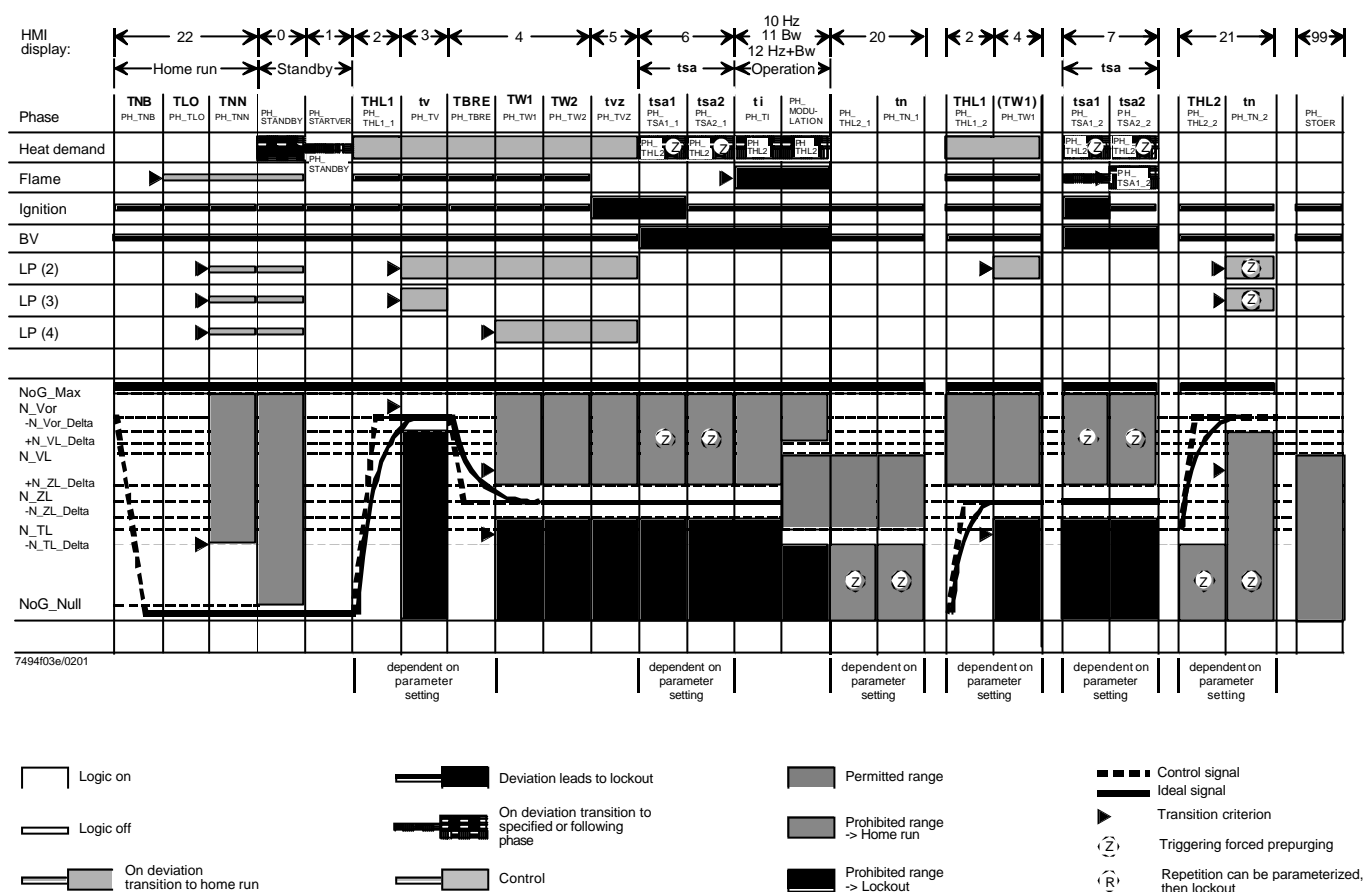 HMI display:
22 0 1 2 3 4 5 6 10 Hz 11 Bw 12 Hz+Bw 20 2 4 7 21 99
Home run Standby tsa Operation tsa
Phase
TNB TLO TNN THL1 tv TBRE TW1 TW2 tvz tsa1 tsa2 ti tn THL1 (TW1) tsa1 tsa2 THL2 tn
PH_TNB PH_TLO PH_TNN PH_STANDBY PH_STARTVER PH_THL1_1 PH_TV PH_TBRE PH_TW1 PH_TW2 PH_TVZ PH_TSA1_1 PH_TSA2_1 PH_TI PH_MODU-LATION PH_THL2_1 PH_TN_1 PH_THL1_2 PH_TW1 PH_TSA1_2 PH_TSA2_2 PH_THL2_2 PH_TN_2 PH_STOER
Heat demand
PH_STANDBY PH_THL2 Z PH_THL2 Z PH_THL2 PH_THL2 PH_THL2 Z PH_THL2 Z
Flame
PH_TSA1_2
Ignition
BV
LP (2)
Z
LP (3)
Z
LP (4)
NoG_Max
N_Vor
-N_Vor_Delta
+N_VL_Delta
Z Z Z Z
N_VL
+N_ZL_Delta
N_ZL
-N_ZL_Delta
N_TL
-N_TL_Delta
Z Z Z Z
NoG_Null
7494f03e/0201
dependent on parameter setting
dependent on parameter setting
dependent on parameter setting
dependent on parameter setting
dependent on parameter setting
dependent on parameter setting
Logic on
Logic off
On deviation
transition to home run
Deviation leads to lockout
On deviation transition to
specified or following
phase
Control
Permitted range
Prohibited range
-> Home run
Prohibited range
-> Lockout
Control signal
Ideal signal
Transition criterion
Z Triggering forced prepurging
R Repetition can be parameterized,
then lockout